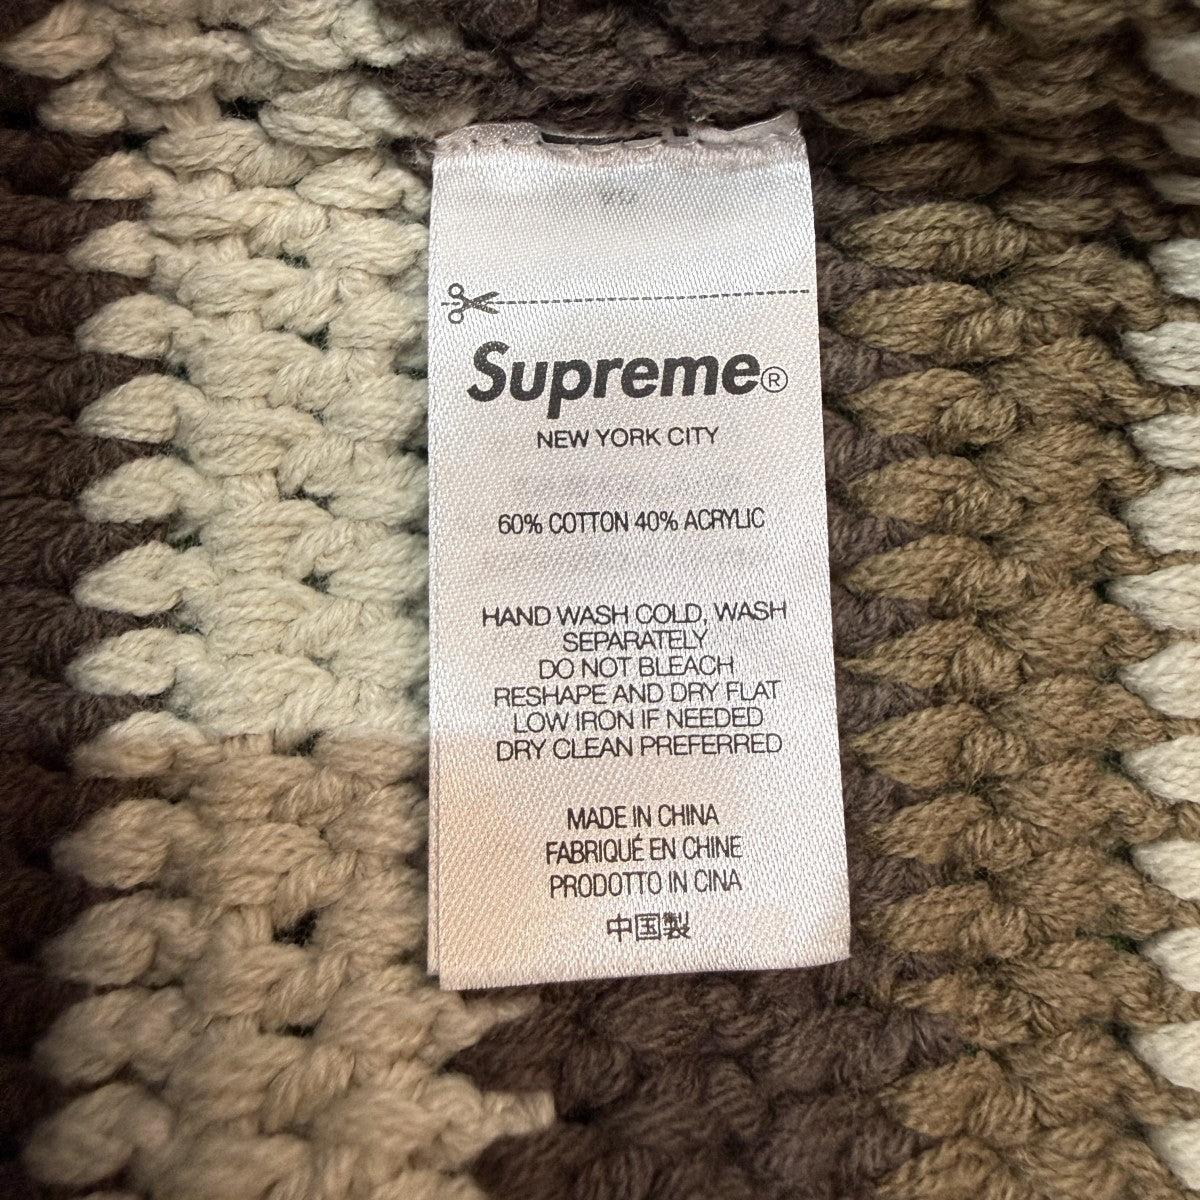 Supreme®
NEW YORK CITY
60% COTTON 40% ACRYLIC
HAND WASH COLD, WASH
SEPARATELY
DO NOT BLEACH
RESHAPE AND DRY FLAT
LOW IRON IF NEEDED
DRY CLEAN PREFERRED
MADE IN CHINA
FABRIQUÉ EN CHINE
PRODOTTO IN CINA
中国製